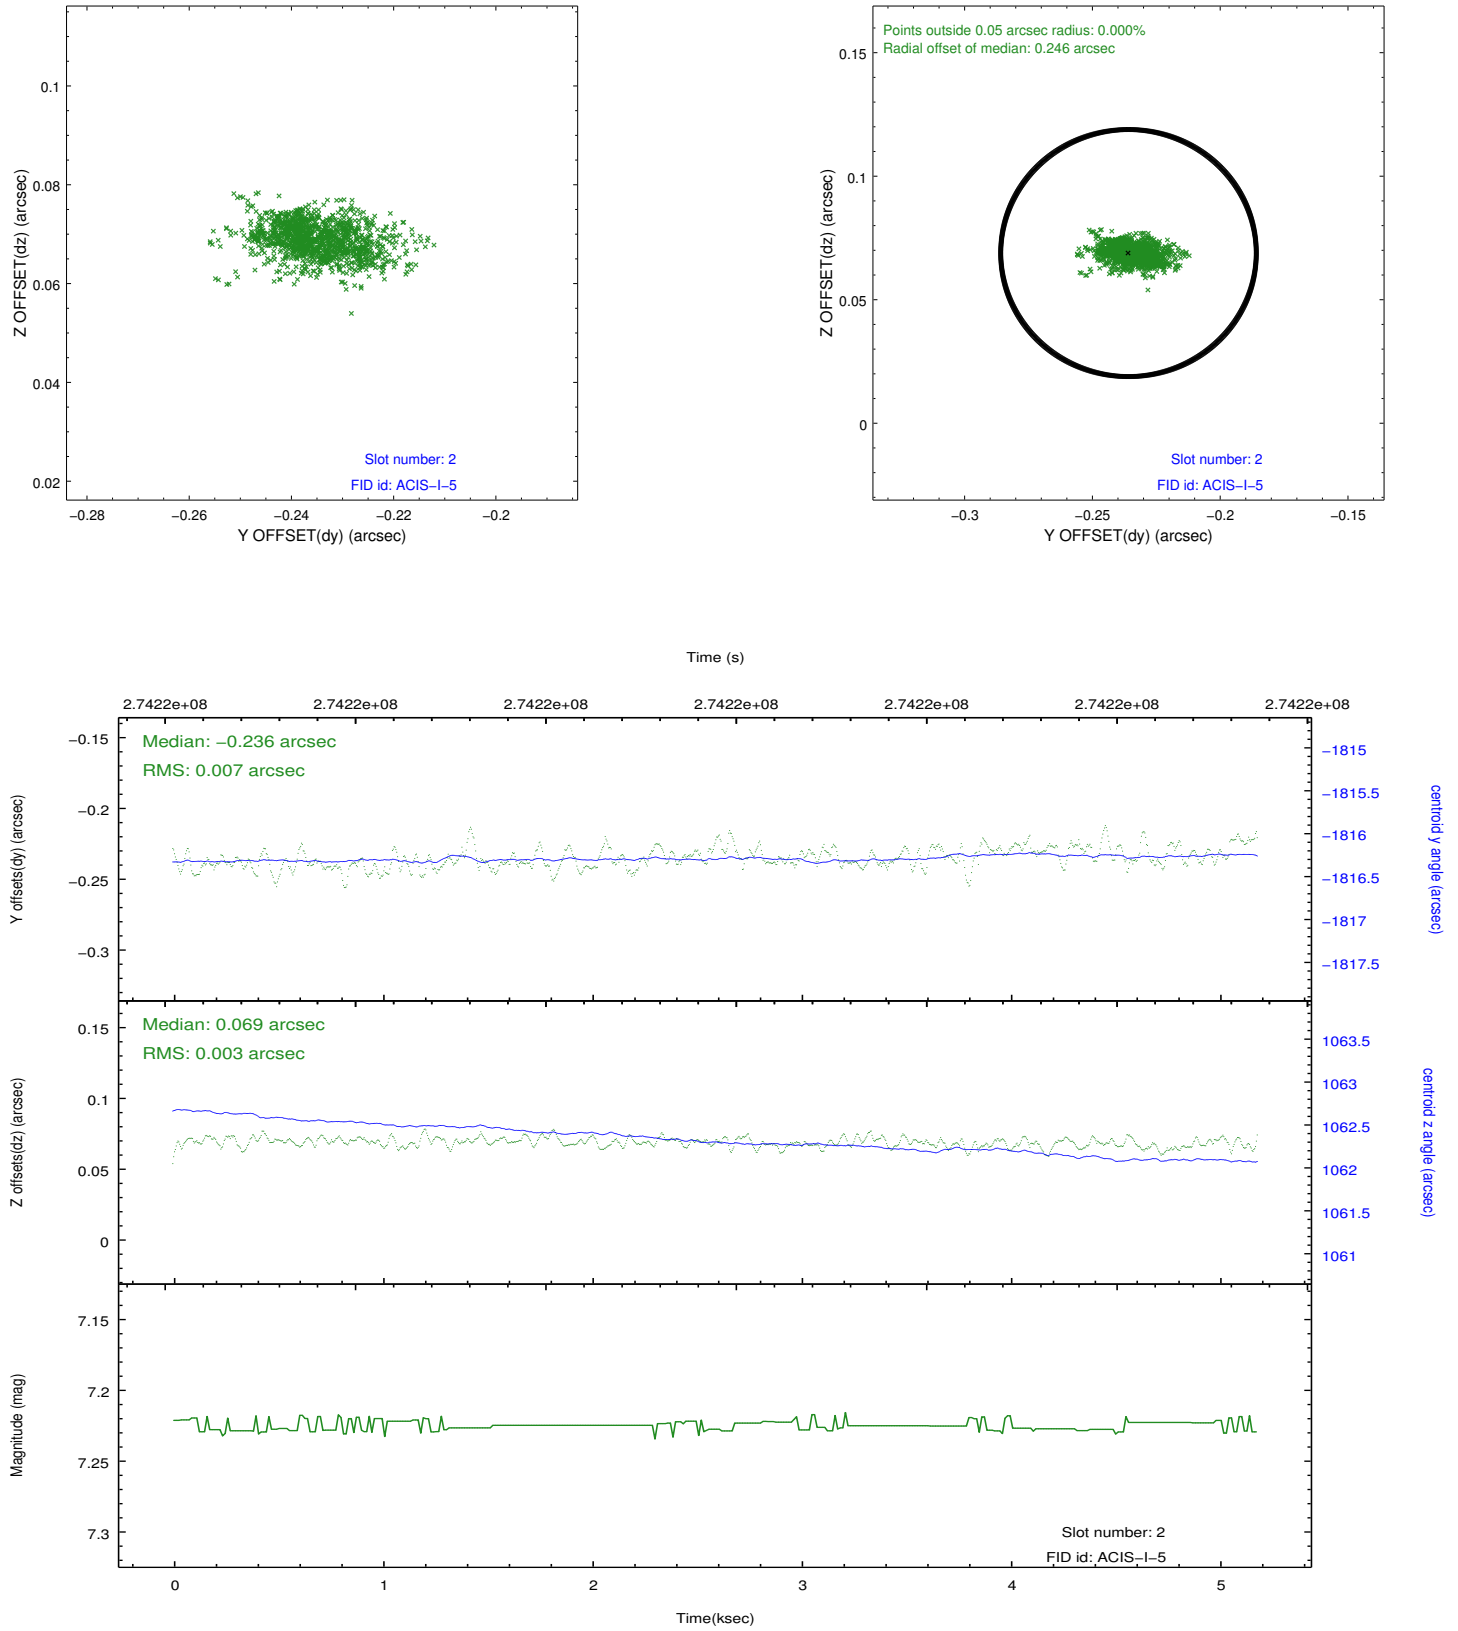 0.1
0.08
0.06
0.04
0.02
Z OFFSET(dz) (arcsec)
Slot number: 2
FID id: ACIS−I−5
−0.28 −0.26 −0.24 −0.22 −0.2
Y OFFSET(dy) (arcsec)
Points outside 0.05 arcsec radius: 0.000%
Radial offset of median: 0.246 arcsec
0.15
0.1
0.05
0
Z OFFSET(dz) (arcsec)
Slot number: 2
FID id: ACIS−I−5
−0.3 −0.25 −0.2 −0.15
Y OFFSET(dy) (arcsec)
Time (s)
2.7422e+08 2.7422e+08 2.7422e+08 2.7422e+08 2.7422e+08 2.7422e+08 2.7422e+08
Median: −0.236 arcsec
RMS: 0.007 arcsec
−0.15
−0.2
−0.25
−0.3
Y offsets(dy) (arcsec)
−1815
−1815.5
−1816
−1816.5
−1817
−1817.5
centroid y angle (arcsec)
Median: 0.069 arcsec
RMS: 0.003 arcsec
0.15
0.1
0.05
0
Z offsets(dz) (arcsec)
1063.5
1063
1062.5
1062
1061.5
1061
centroid z angle (arcsec)
7.15
7.2
7.25
7.3
Magnitude (mag)
Slot number: 2
FID id: ACIS−I−5
0 1 2 3 4 5
Time(ksec)